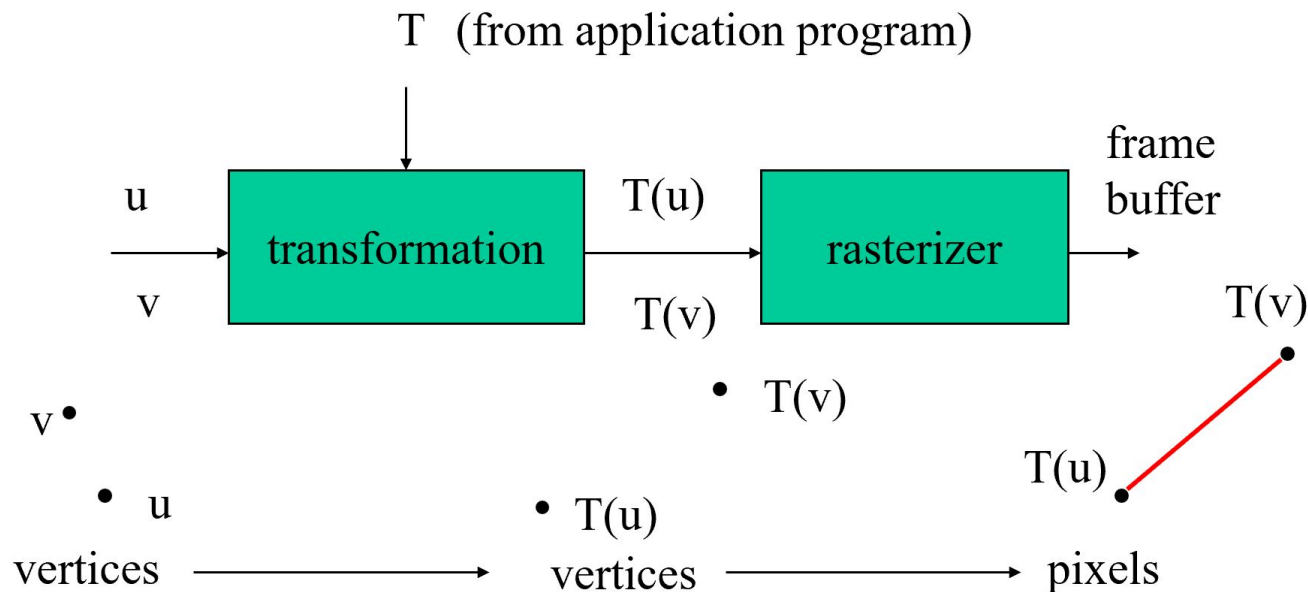 T (from application program)
frame
buffer
u
T(u)
transformation
rasterizer
v
T(v)
T(v)
T(v)
v
T(u)
u
T(u)
vertices
vertices
pixels